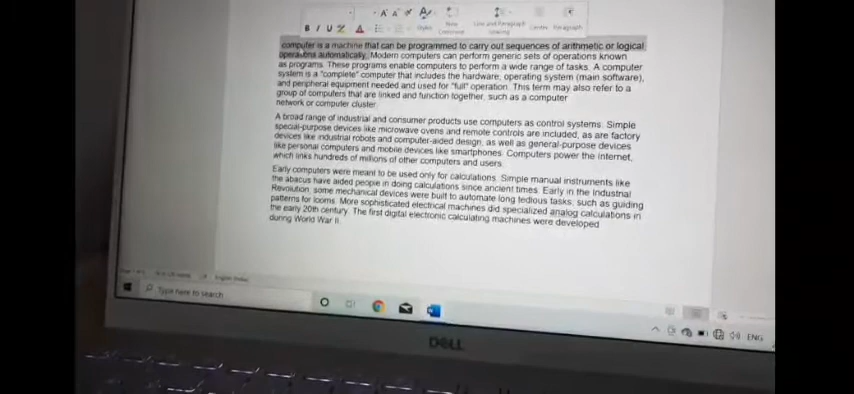 B I U A
Styles New Comment Line and Paragraph Spacing Centre Paragraph
computer is a machine that can be programmed to carry out sequences of arithmetic or logical
operations automatically. Modern computers can perform generic sets of operations known
as programs. These programs enable computers to perform a wide range of tasks. A computer
system is a "complete" computer that includes the hardware, operating system (main software),
and peripheral equipment needed and used for "full" operation. This term may also refer to a
group of computers that are linked and function together, such as a computer
network or computer cluster.
A broad range of industrial and consumer products use computers as control systems. Simple
special-purpose devices like microwave ovens and remote controls are included, as are factory
devices like industrial robots and computer-aided design, as well as general-purpose devices
like personal computers and mobile devices like smartphones. Computers power the Internet,
which links hundreds of millions of other computers and users.
Early computers were meant to be used only for calculations. Simple manual instruments like
the abacus have aided people in doing calculations since ancient times. Early in the Industrial
Revolution, some mechanical devices were built to automate long tedious tasks, such as guiding
patterns for looms. More sophisticated electrical machines did specialized analog calculations in
the early 20th century. The first digital electronic calculating machines were developed
during World War II.
Type here to search
ENG
DELL